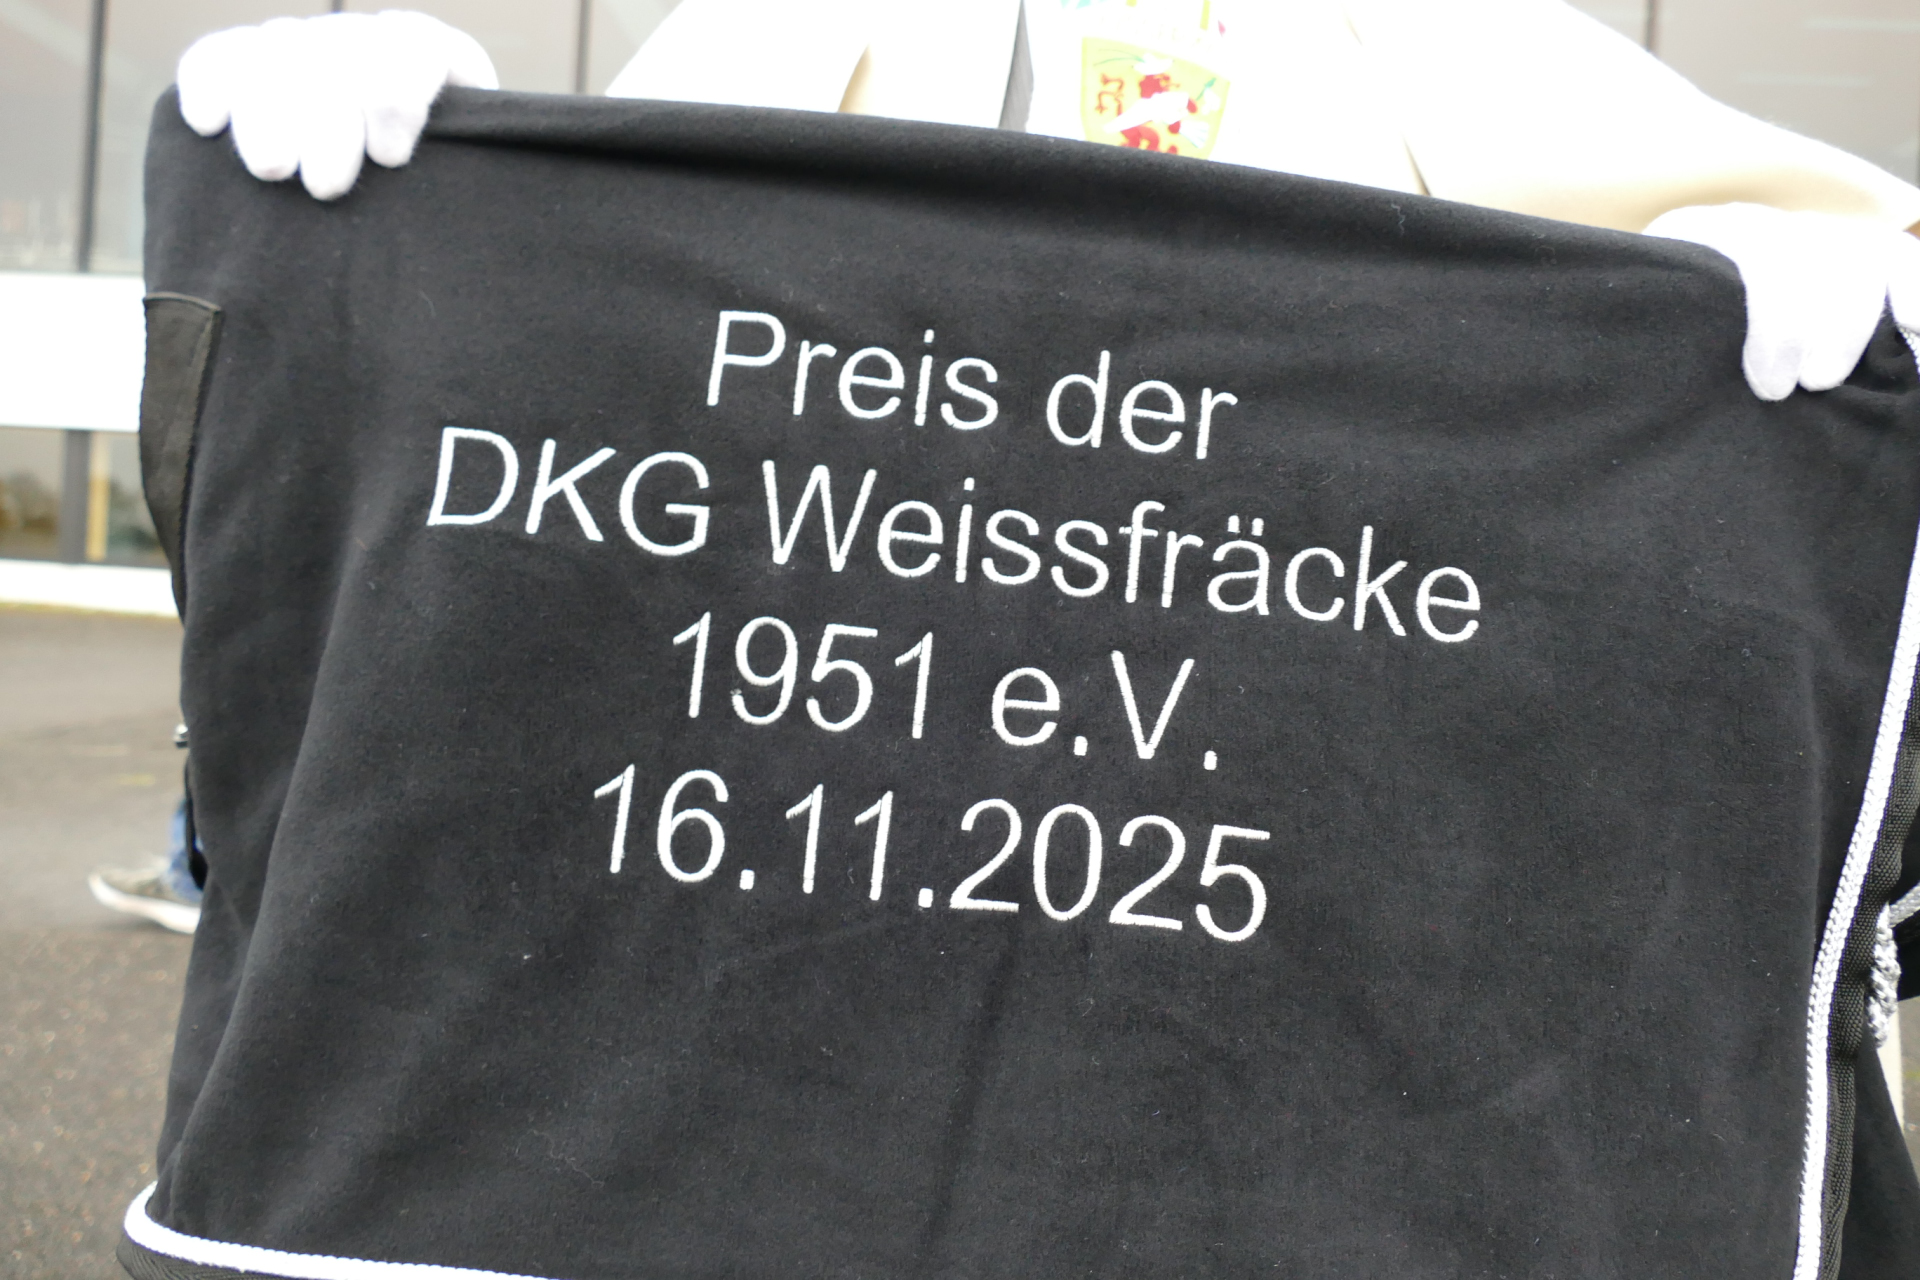 Preis der
DKG Weissfräcke
1951 e.V.
16.11.2025